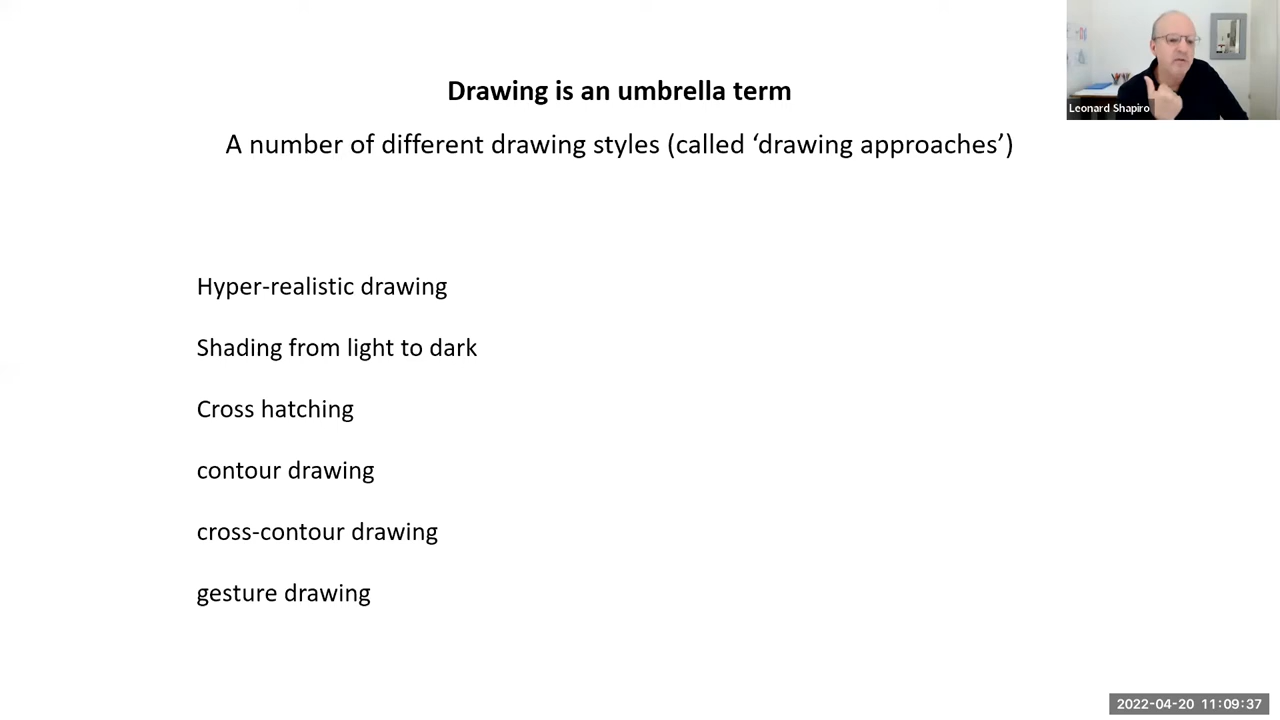 Drawing is an umbrella term
A number of different drawing styles (called ‘drawing approaches’)
Leonard Shapiro
Hyper-realistic drawing
Shading from light to dark
Cross hatching
contour drawing
cross-contour drawing
gesture drawing
2022-04-20 11:09:37